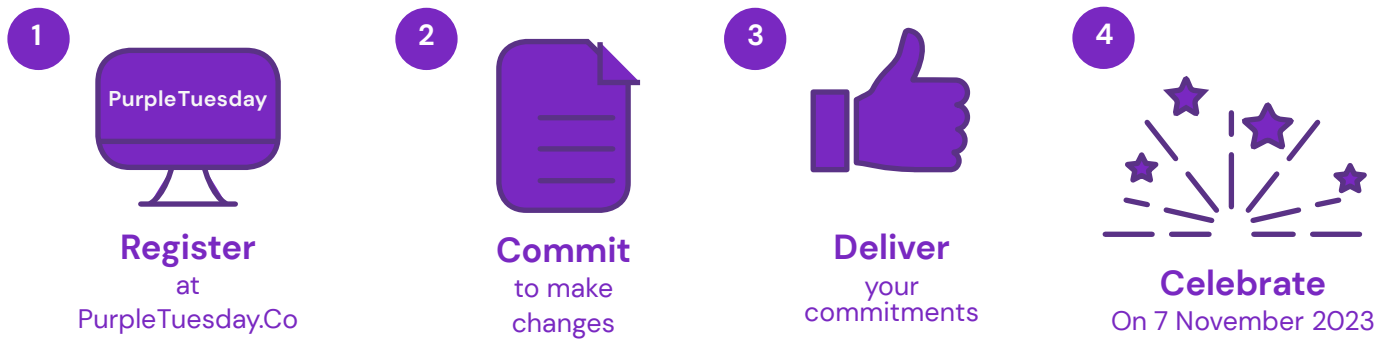 1
PurpleTuesday
Register
at
PurpleTuesday.Co
2
Commit
to make
changes
3
Deliver
your
commitments
4
Celebrate
On 7 November 2023